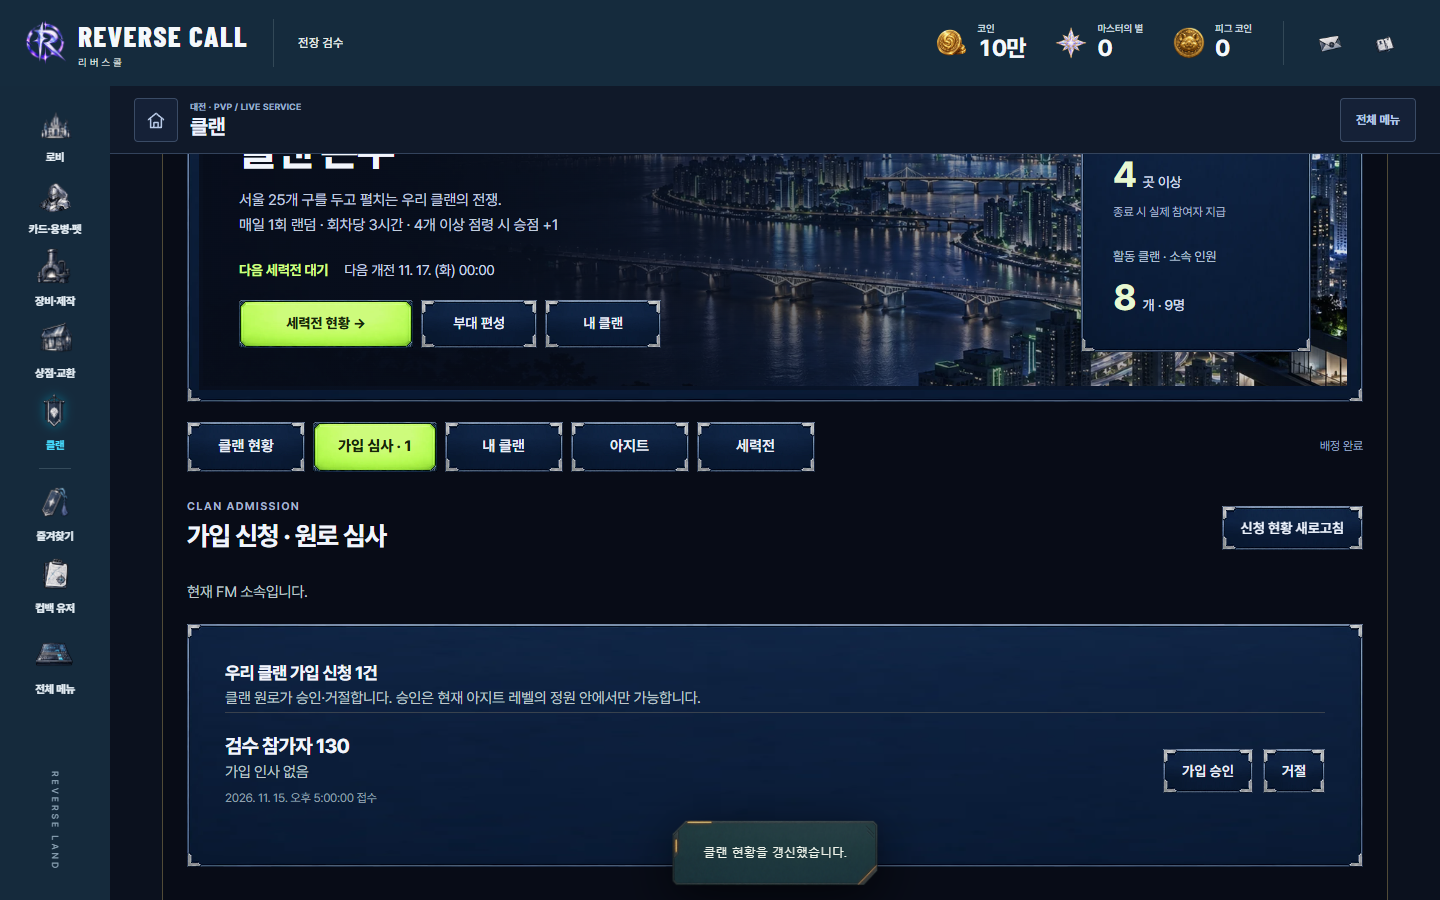 REVERSE CALL
리버스콜
전장 검수
코인
10만
마스터의 별
0
피그 코인
0
대전 · PVP / LIVE SERVICE
클랜
전체 메뉴
로비
카드·용병·펫
장비·제작
상점·교환
클랜
즐겨찾기
컴백 유저
전체 메뉴
REVERSE LAND
서울 25개 구를 두고 펼치는 우리 클랜의 전쟁.
매일 1회 랜덤 · 회차당 3시간 · 4개 이상 점령 시 승점 +1
다음 세력전 대기 다음 개전 11. 17. (화) 00:00
세력전 현황 →
부대 편성
내 클랜
4 곳 이상
종료 시 실제 참여자 지급
활동 클랜 · 소속 인원
8 개 · 9명
클랜 현황
가입 심사 · 1
내 클랜
아지트
세력전
배정 완료
CLAN ADMISSION
가입 신청 · 원로 심사
신청 현황 새로고침
현재 FM 소속입니다.
우리 클랜 가입 신청 1건
클랜 원로가 승인·거절합니다. 승인은 현재 아지트 레벨의 정원 안에서만 가능합니다.
검수 참가자 130
가입 인사 없음
2026. 11. 15. 오후 5:00:00 접수
가입 승인
거절
클랜 현황을 갱신했습니다.